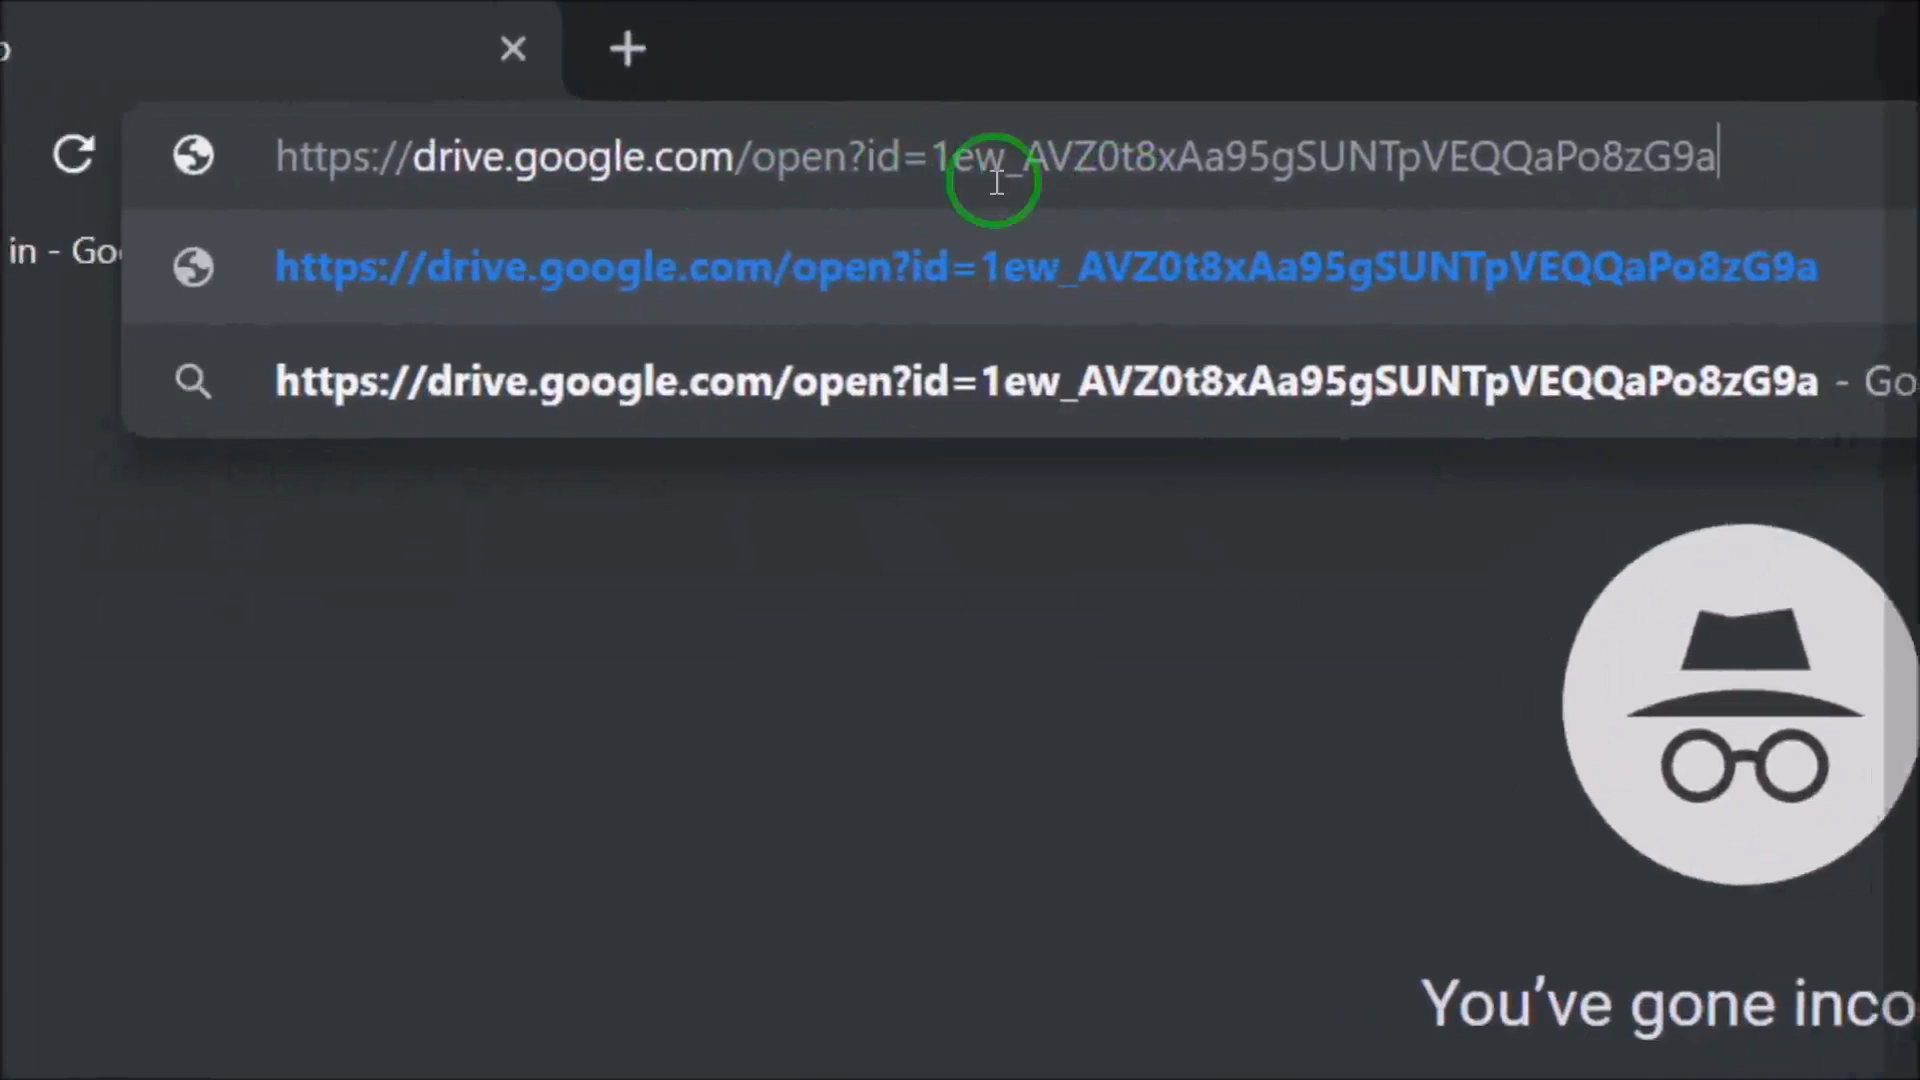 https://drive.google.com/open?id=1ew_AVZ0t8xAa95gSUNTpVEQQaPo8zG9a
in - Goo
https://drive.google.com/open?id=1ew_AVZ0t8xAa95gSUNTpVEQQaPo8zG9a
https://drive.google.com/open?id=1ew_AVZ0t8xAa95gSUNTpVEQQaPo8zG9a - Go
You've gone inco